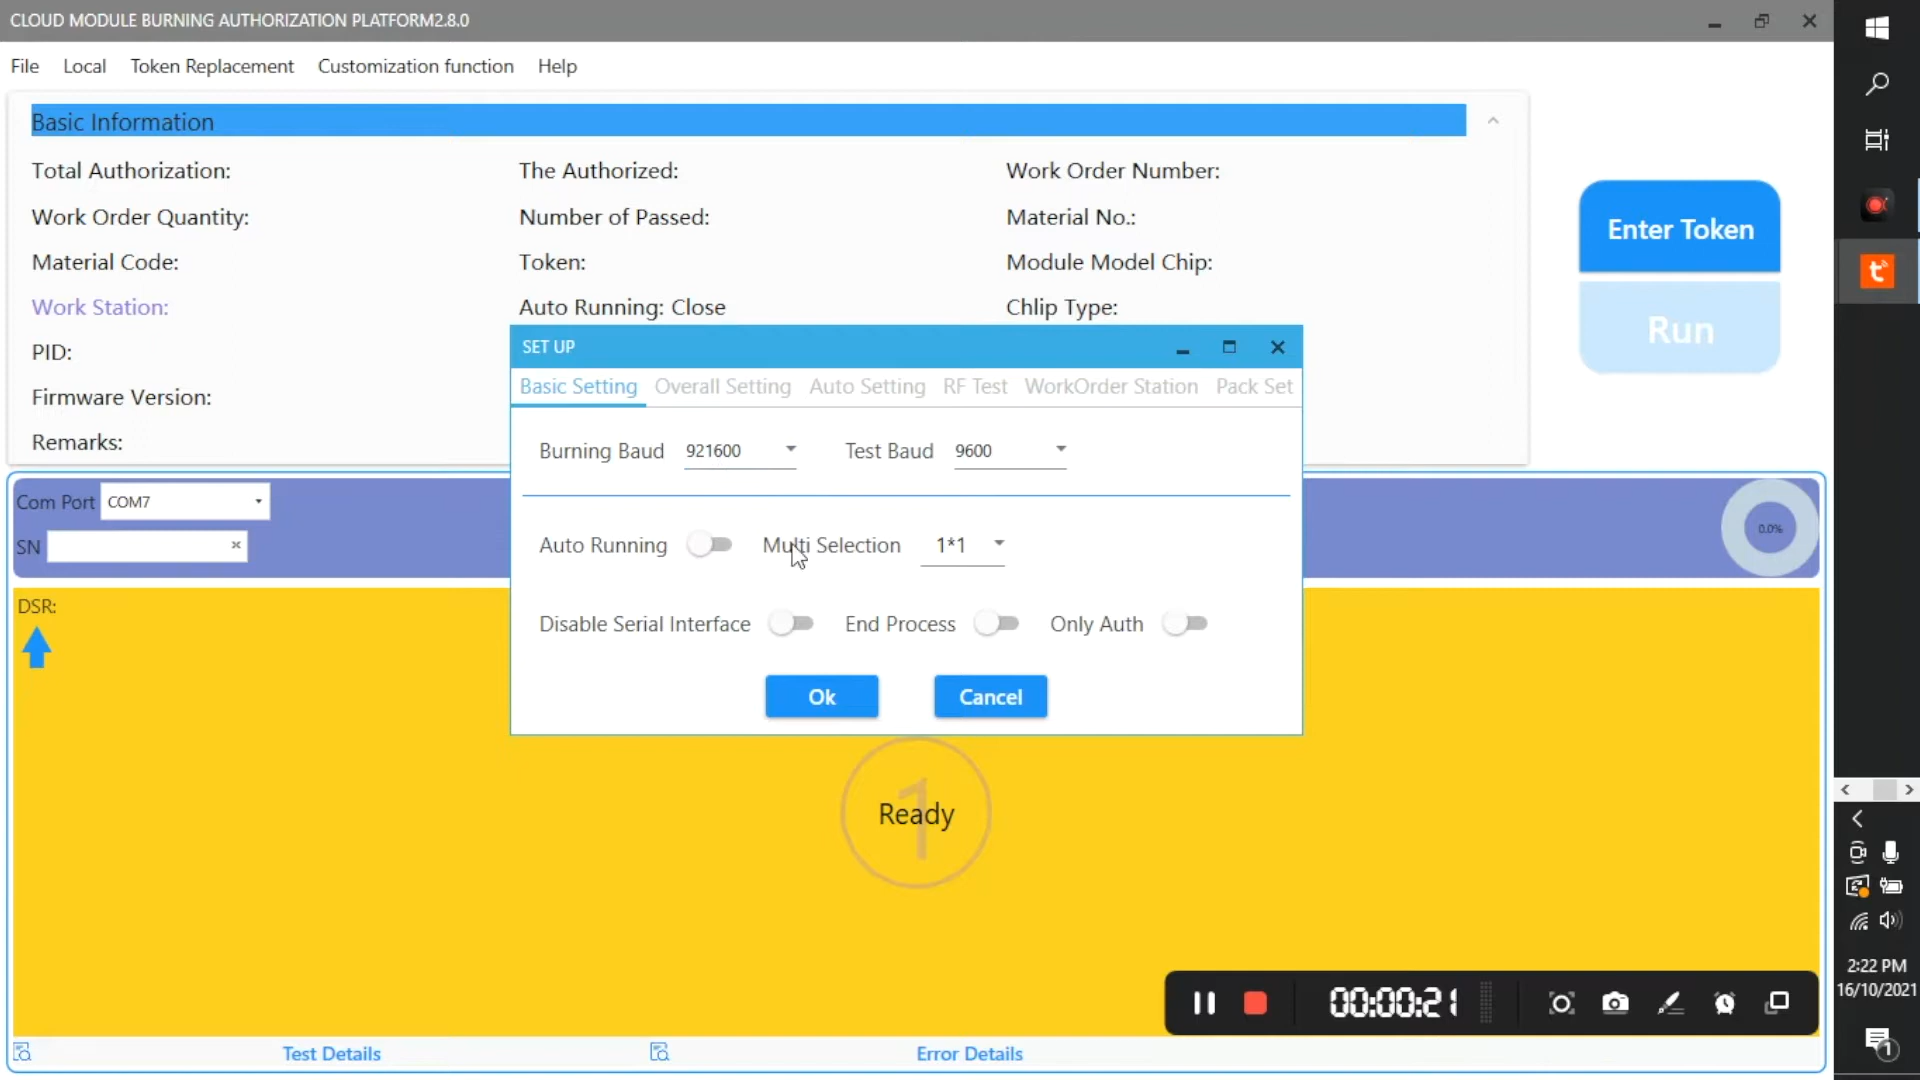 CLOUD MODULE BURNING AUTHORIZATION PLATFORM2.8.0
File Local Token Replacement Customization function Help
Basic Information
Total Authorization: The Authorized: Work Order Number:
Work Order Quantity: Number of Passed: Material No.:
Material Code: Token: Module Model Chip:
Work Station: Auto Running: Close Chlip Type:
PID:
Firmware Version:
Remarks:
Enter Token
Run
SET UP
Basic Setting Overall Setting Auto Setting RF Test WorkOrder Station Pack Set
Burning Baud 921600 Test Baud 9600
Auto Running Multi Selection 1*1
Disable Serial Interface End Process Only Auth
Ok Cancel
Com Port COM7
SN
0.0%
DSR:
1
Ready
00:00:21
Test Details Error Details
2:22 PM
16/10/2021
1